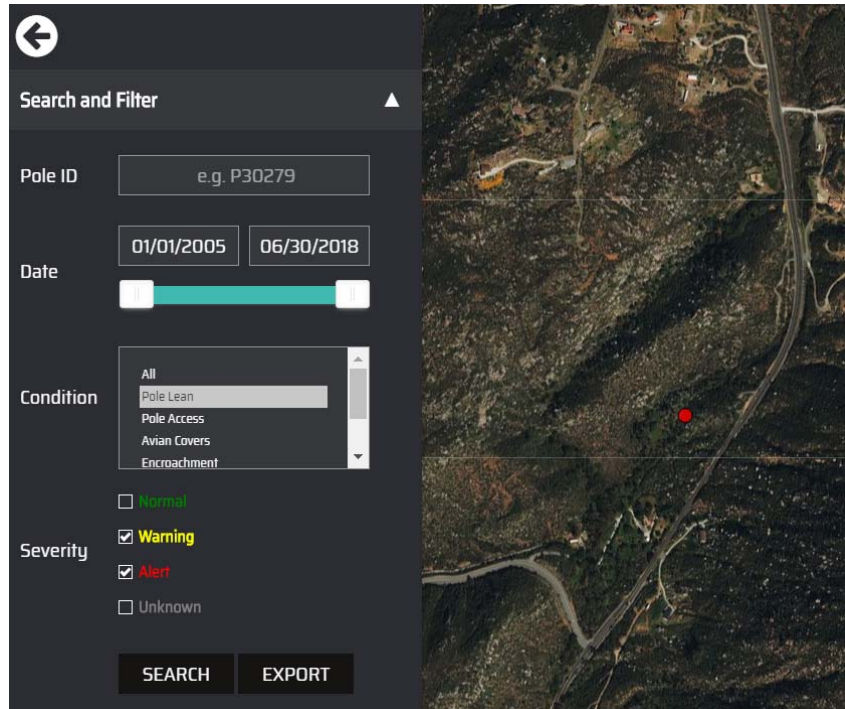 Search and Filter ▲
Pole ID
e.g. P30279
Date
01/01/2005 06/30/2018
Condition
All
Pole Lean
Pole Access
Avian Covers
Encroachment
Severity
Normal
Warning
Alert
Unknown
SEARCH EXPORT